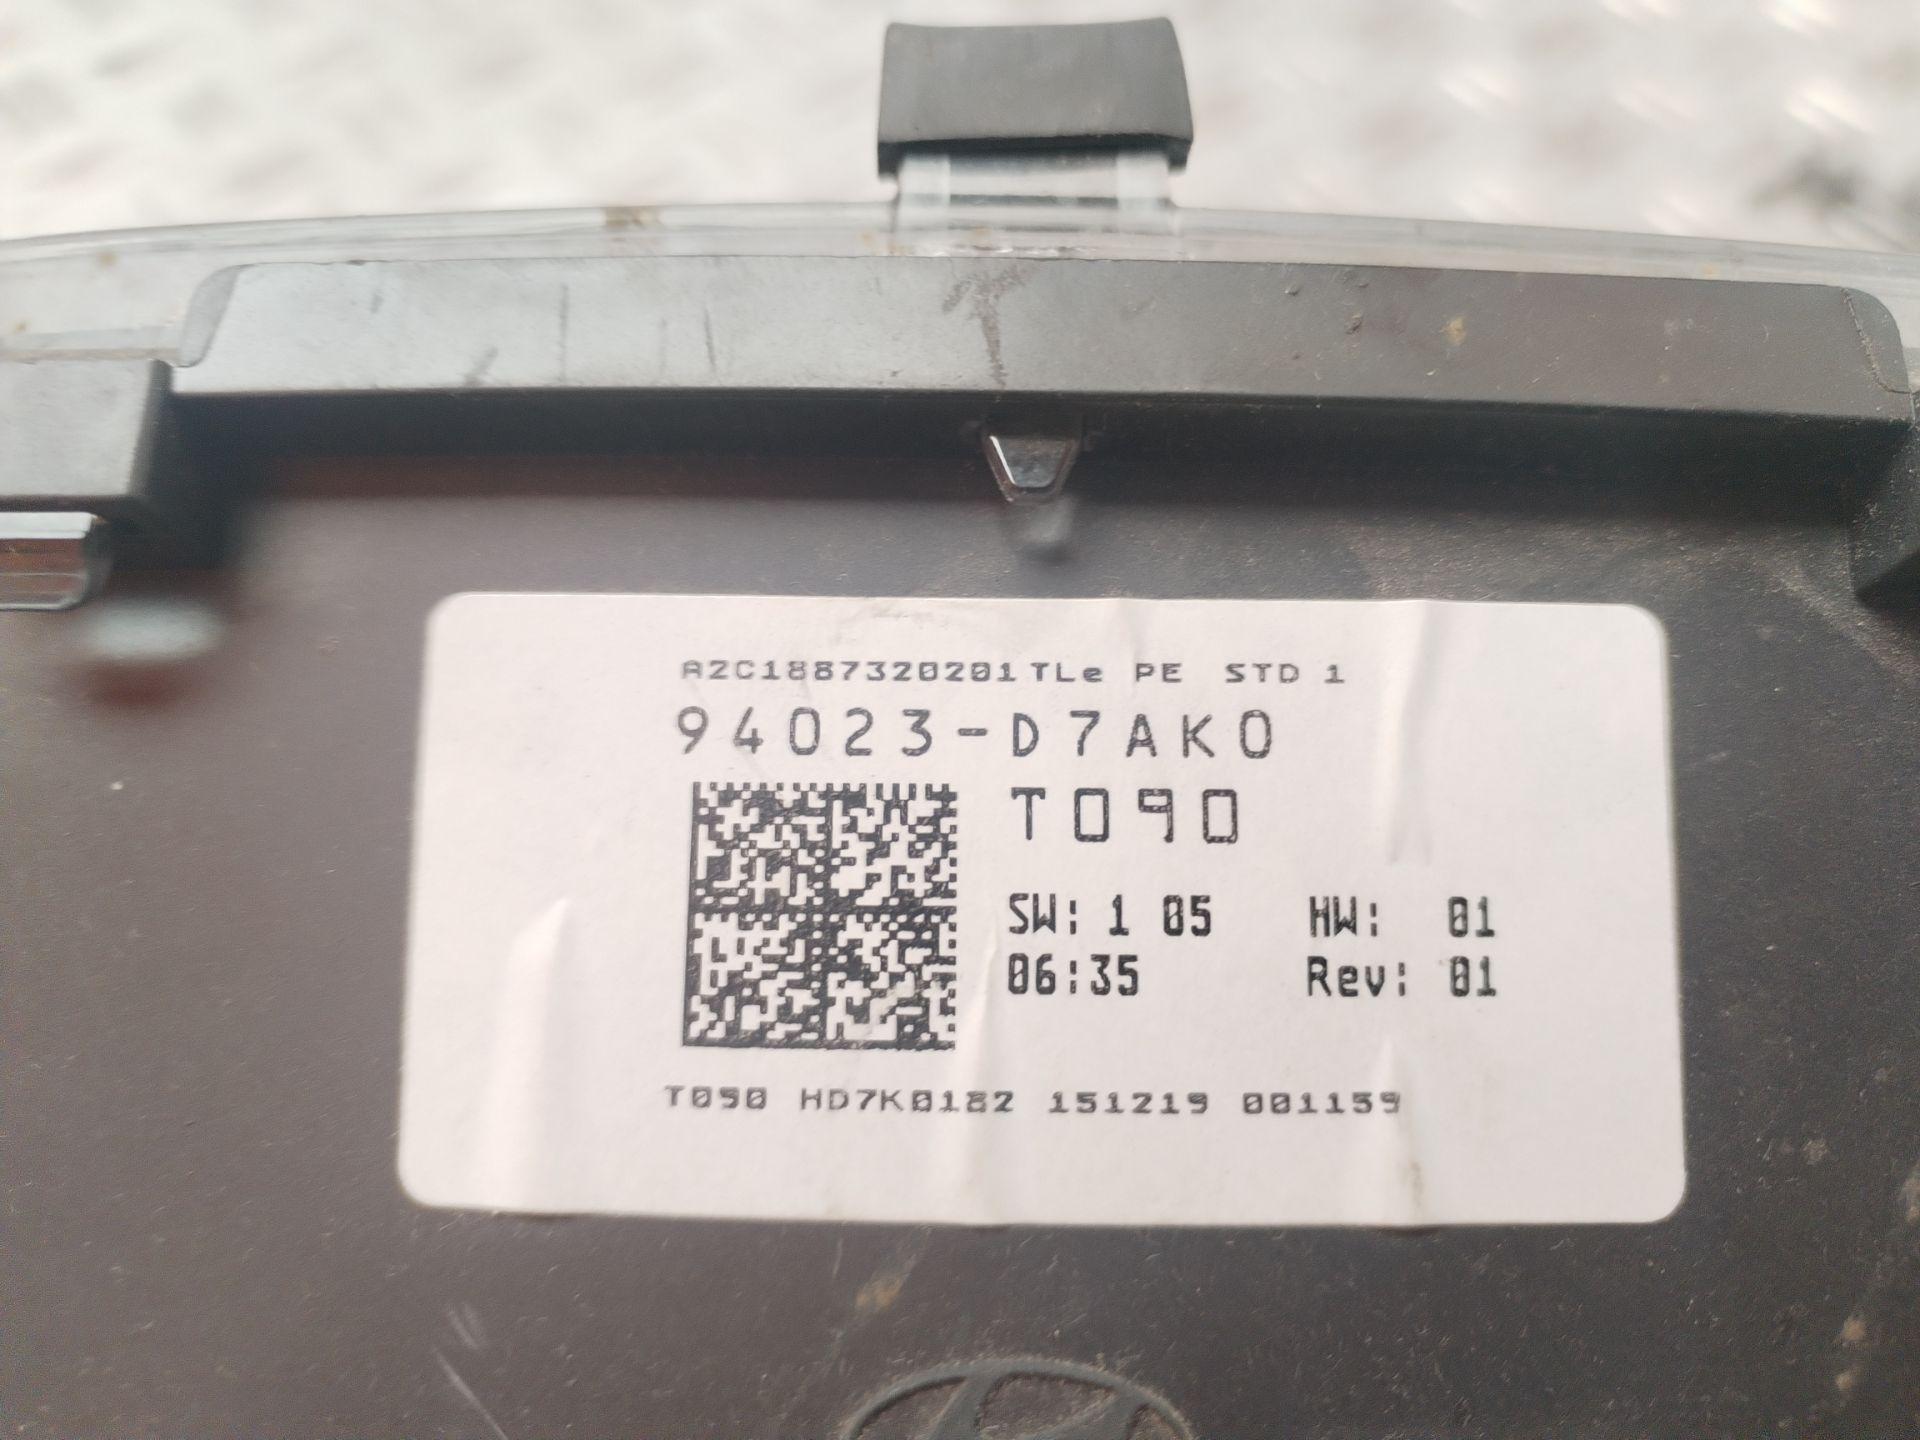 A2C1887320201 TLe PE STD 1
94023-D7AK0
T090
SW: 1 05 HW: 01
06:35 Rev: 01
T090 HD7K0182 151219 001159